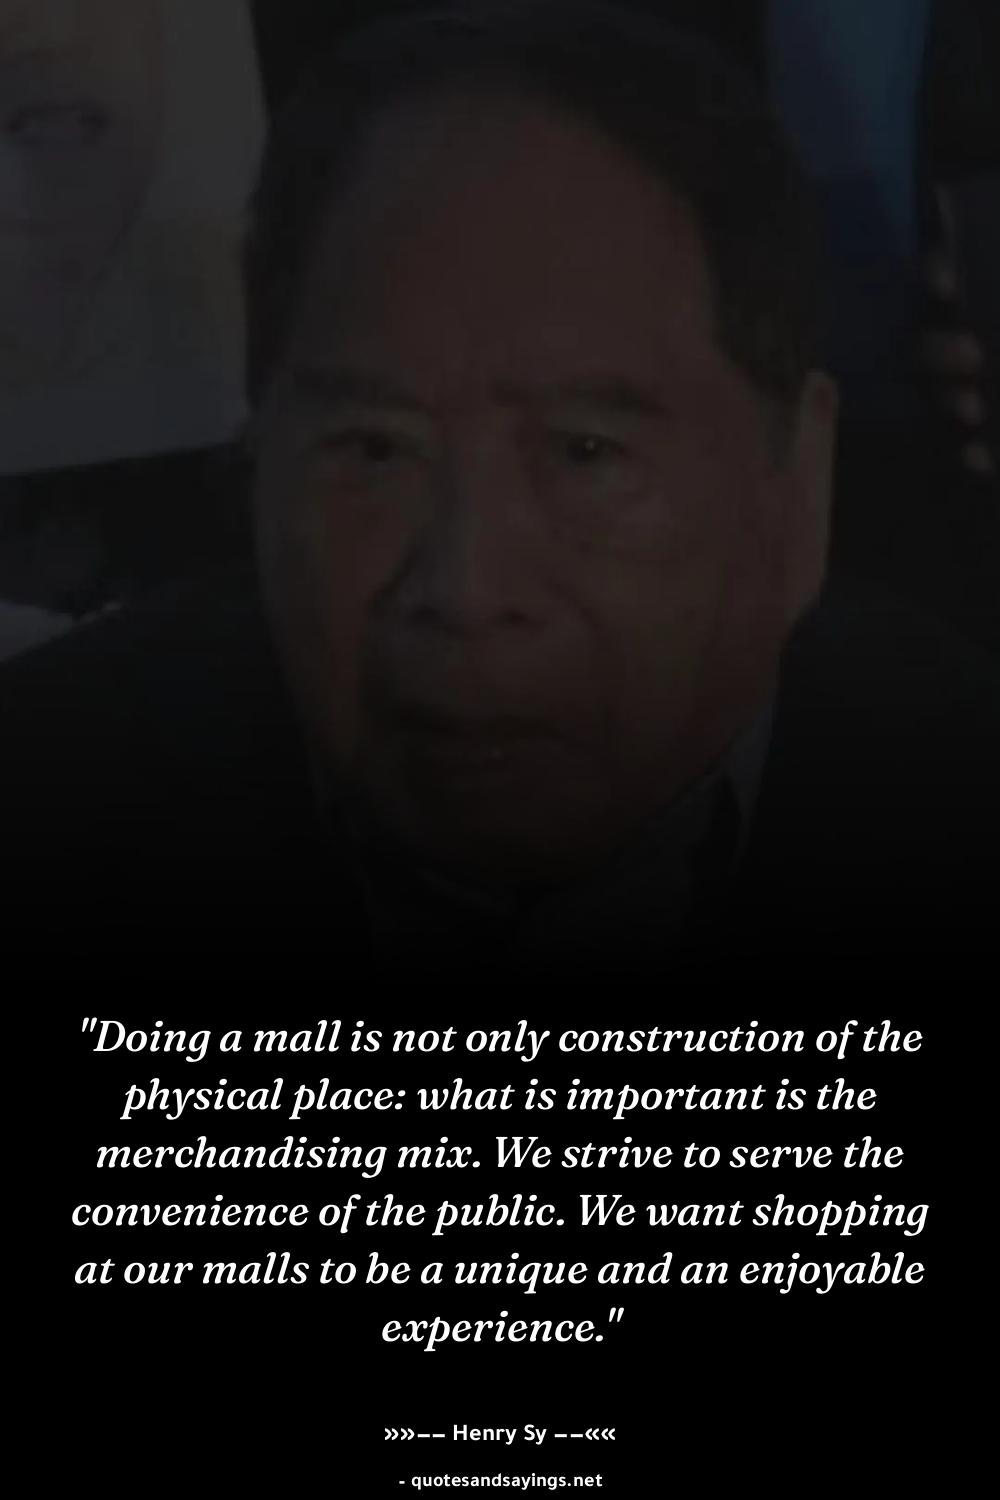 "Doing a mall is not only construction of the
physical place: what is important is the
merchandising mix. We strive to serve the
convenience of the public. We want shopping
at our malls to be a unique and an enjoyable
experience."
»»–– Henry Sy ––««
- quotesandsayings.net